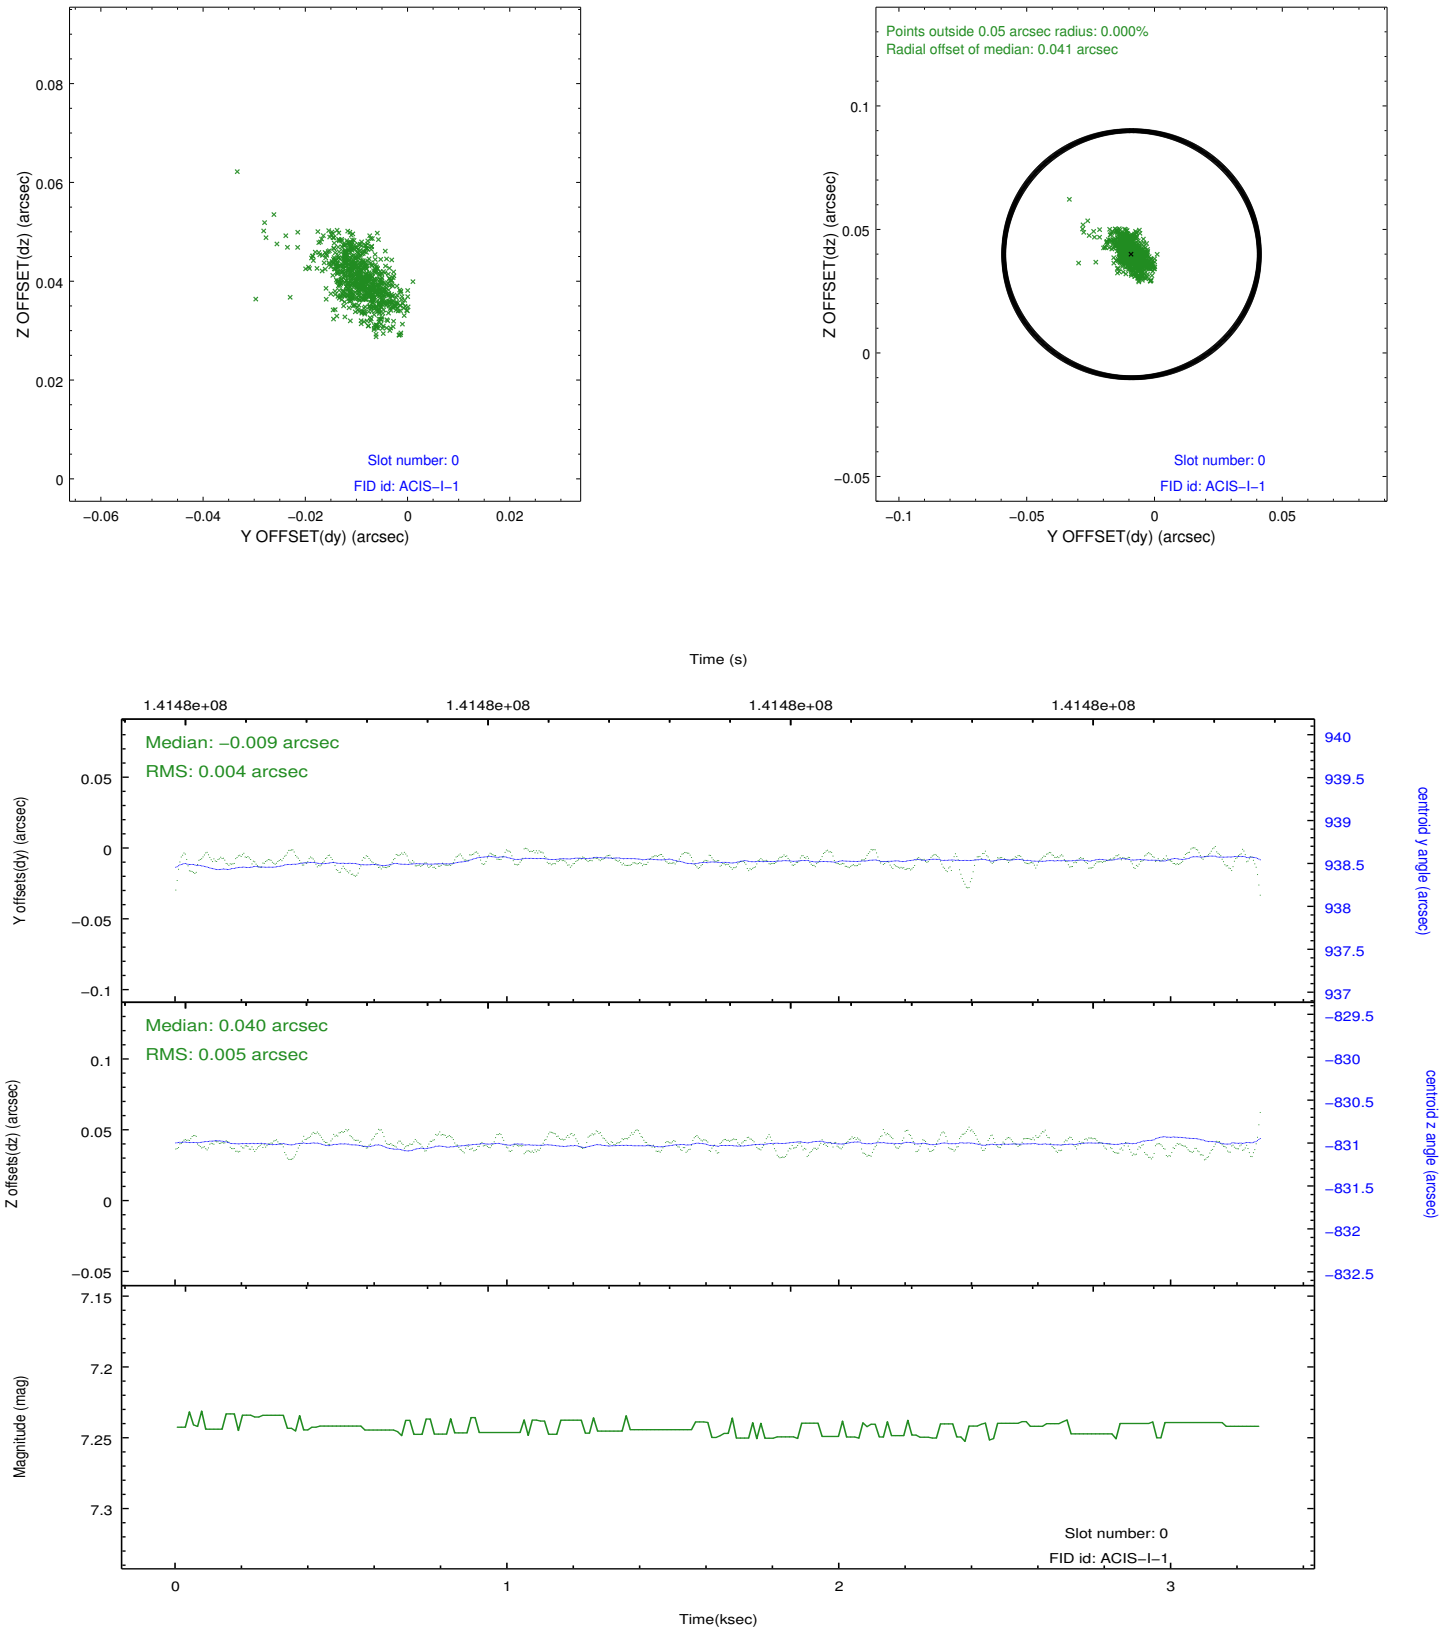 0.08
0.06
0.04
0.02
0
Z OFFSET(dz) (arcsec)
Slot number: 0
FID id: ACIS−I−1
−0.06
−0.04
−0.02
0
0.02
Y OFFSET(dy) (arcsec)
Points outside 0.05 arcsec radius: 0.000%
Radial offset of median: 0.041 arcsec
0.1
0.05
0
−0.05
Z OFFSET(dz) (arcsec)
Slot number: 0
FID id: ACIS−I−1
−0.1
−0.05
0
0.05
Y OFFSET(dy) (arcsec)
Time (s)
1.4148e+08
1.4148e+08
1.4148e+08
1.4148e+08
Median: −0.009 arcsec
RMS: 0.004 arcsec
0.05
0
−0.05
−0.1
Y offsets(dy) (arcsec)
940
939.5
939
938.5
938
937.5
937
centroid y angle (arcsec)
Median: 0.040 arcsec
RMS: 0.005 arcsec
0.1
0.05
0
−0.05
Z offsets(dz) (arcsec)
−829.5
−830
−830.5
−831
−831.5
−832
−832.5
centroid z angle (arcsec)
7.15
7.2
7.25
7.3
Magnitude (mag)
Slot number: 0
FID id: ACIS−I−1
0
1
2
3
Time(ksec)